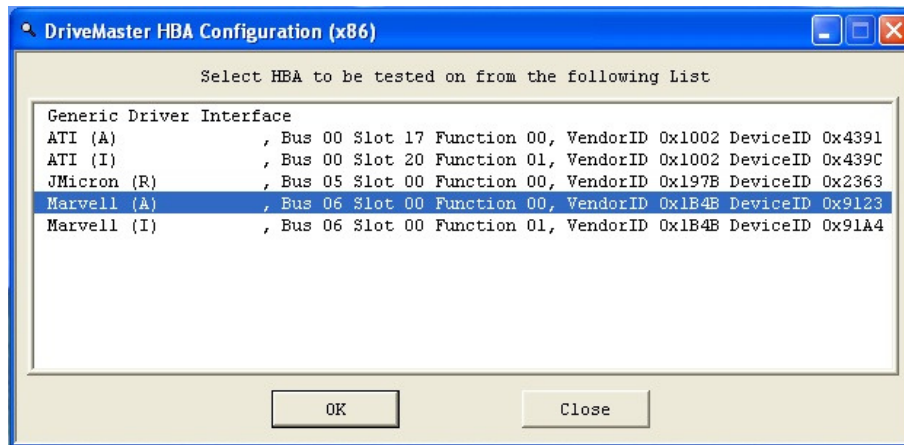 DriveMaster HBA Configuration (x86)
Select HBA to be tested on from the following List
Generic Driver Interface
ATI (A) , Bus 00 Slot 17 Function 00, VendorID 0x1002 DeviceID 0x4391
ATI (I) , Bus 00 Slot 20 Function 01, VendorID 0x1002 DeviceID 0x439C
JMicron (R) , Bus 05 Slot 00 Function 00, VendorID 0x197B DeviceID 0x2363
Marvell (A) , Bus 06 Slot 00 Function 00, VendorID 0x1B4B DeviceID 0x9123
Marvell (I) , Bus 06 Slot 00 Function 01, VendorID 0x1B4B DeviceID 0x91A4
OK Close